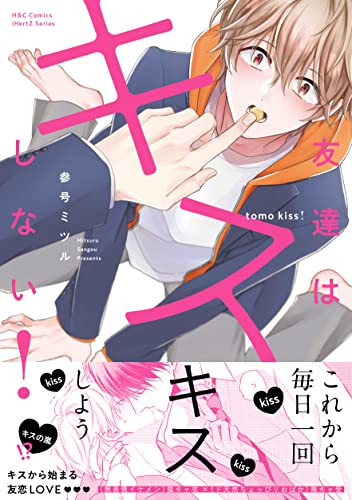 H&C Comics
iHertZ Series
友達は
キス
しない!
tomo kiss!
参号ミツル
Mitsuru
Sangou
Presents
これから
毎日一回
キス
しよう
kiss
kiss
kiss
キスの嵐
!?
キスから始まる
友恋LOVE♥♥♥